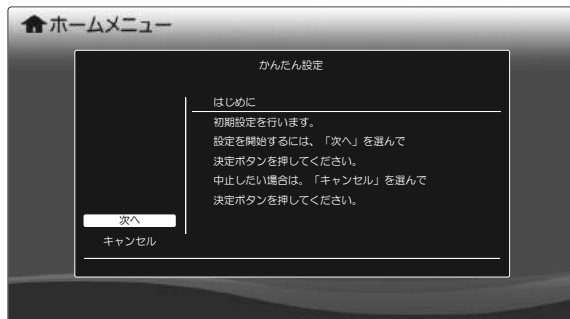 ホームメニュー
かんたん設定
はじめに
初期設定を行います。
設定を開始するには、「次へ」を選んで
決定ボタンを押してください。
中止したい場合は。「キャンセル」を選んで
決定ボタンを押してください。
次へ
キャンセル